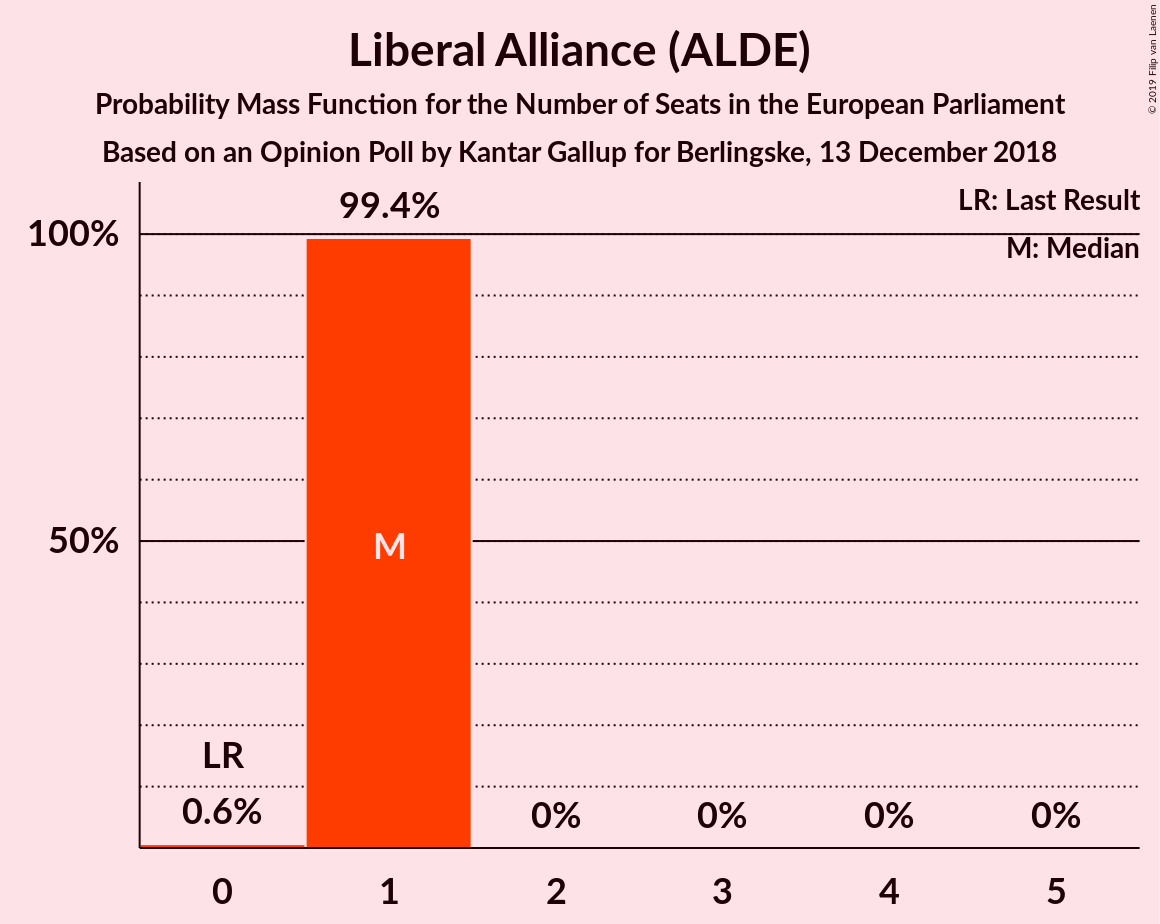 Liberal Alliance (ALDE)
Probability Mass Function for the Number of Seats in the European Parliament
Based on an Opinion Poll by Kantar Gallup for Berlingske, 13 December 2018
© 2019 Filip van Laenen
LR: Last Result
M: Median
100%
50%
99.4%
M
LR
0.6%
0%
0%
0%
0%
0
1
2
3
4
5